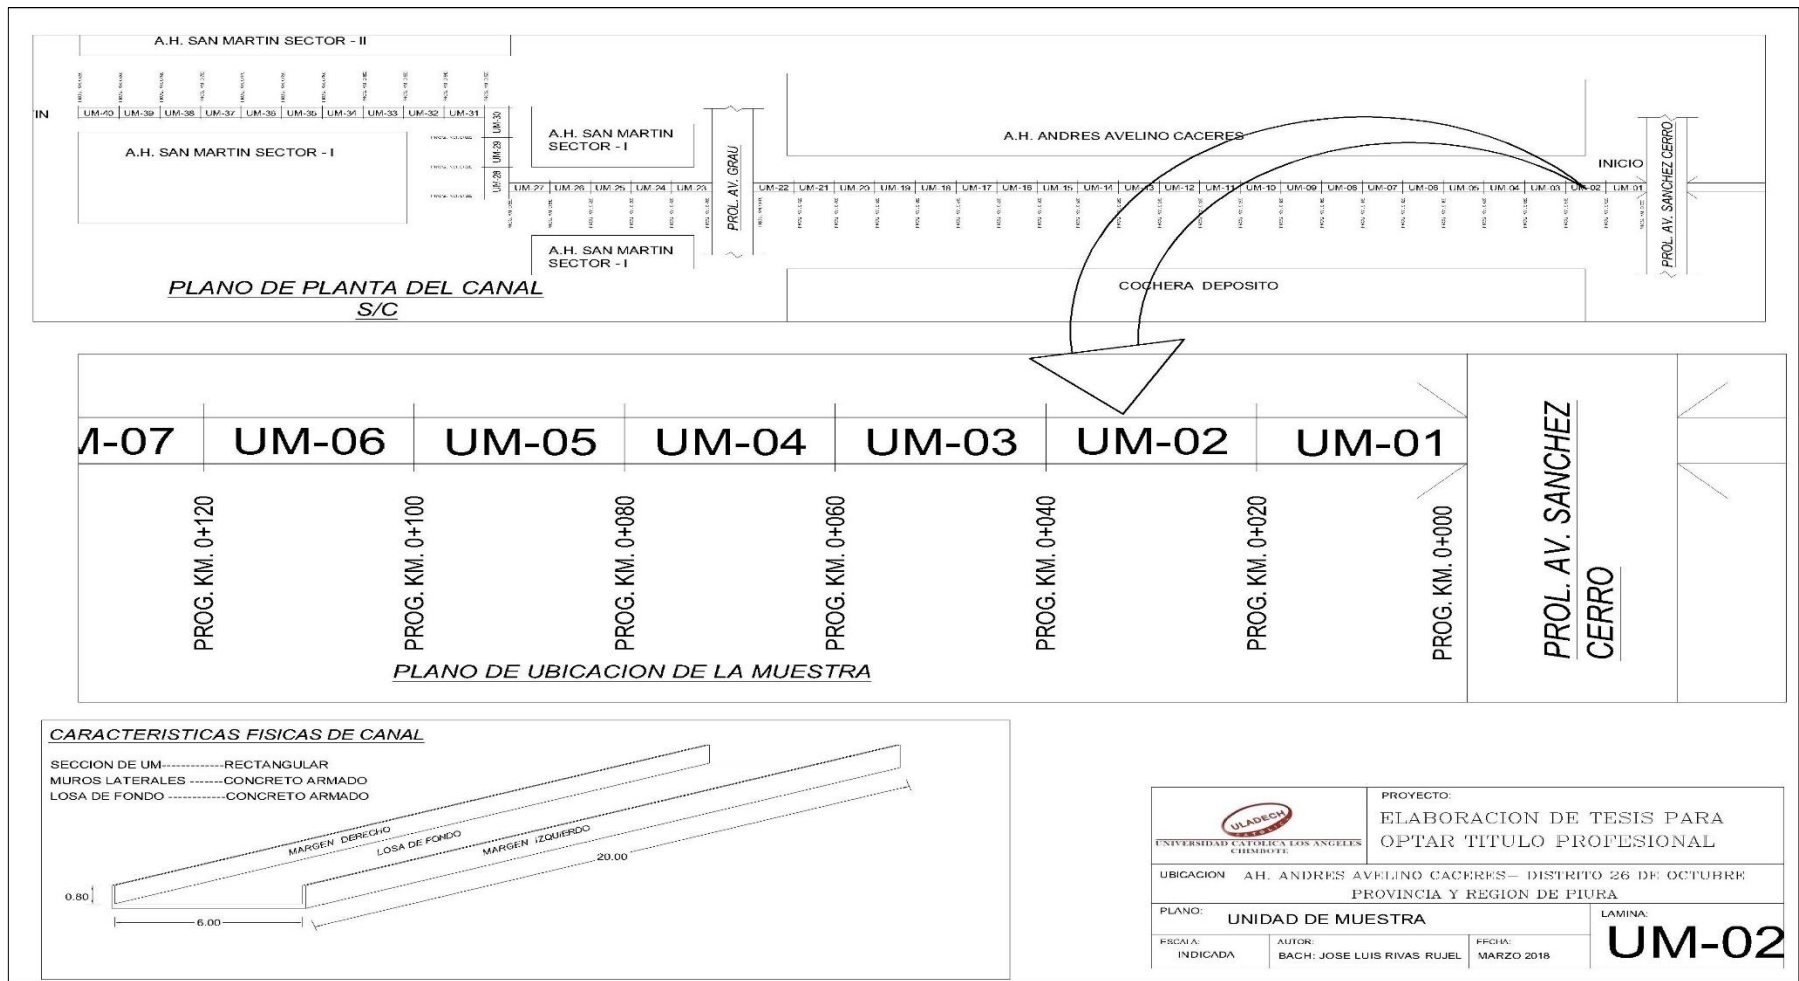 A.H. SAN MARTIN SECTOR - II
IN
UM-40 UM-39 UM-38 UM-37 UM-36 UM-35 UM-34 UM-33 UM-32 UM-31
UM-30
UM-29
UM-28
A.H. SAN MARTIN SECTOR - I
A.H. SAN MARTIN
SECTOR - I
PROL. AV. GRAU
A.H. ANDRES AVELINO CACERES
INICIO
PROL. AV. SANCHEZ CERRO
UM-27 UM-26 UM-25 UM-24 UM-23
UM-22 UM-21 UM-20 UM-19 UM-18 UM-17 UM-16 UM-15 UM-14 UM-13 UM-12 UM-11 UM-10 UM-09 UM-08 UM-07 UM-06 UM-05 UM-04 UM-03 UM-02 UM-01
A.H. SAN MARTIN
SECTOR - I
COCHERA DEPOSITO
PLANO DE PLANTA DEL CANAL
S/C
M-07 UM-06 UM-05 UM-04 UM-03 UM-02 UM-01
PROG. KM. 0+120
PROG. KM. 0+100
PROG. KM. 0+080
PROG. KM. 0+060
PROG. KM. 0+040
PROG. KM. 0+020
PROG. KM. 0+000
PROL. AV. SANCHEZ
CERRO
PLANO DE UBICACION DE LA MUESTRA
CARACTERISTICAS FISICAS DE CANAL
SECCION DE UM-----------RECTANGULAR
MUROS LATERALES -------CONCRETO ARMADO
LOSA DE FONDO ----------CONCRETO ARMADO
MARGEN DERECHO
LOSA DE FONDO
MARGEN IZQUIERDO
20.00
0.80
6.00
ULADECH
CATOLICA
UNIVERSIDAD CATOLICA LOS ANGELES
CHIMBOTE
PROYECTO:
ELABORACION DE TESIS PARA
OPTAR TITULO PROFESIONAL
UBICACION AH. ANDRES AVELINO CACERES- DISTRITO 26 DE OCTUBRE
PROVINCIA Y REGION DE PIURA
PLANO:
UNIDAD DE MUESTRA
LAMINA:
UM-02
ESCALA:
INDICADA
AUTOR:
BACH: JOSE LUIS RIVAS RUJEL
FECHA:
MARZO 2018